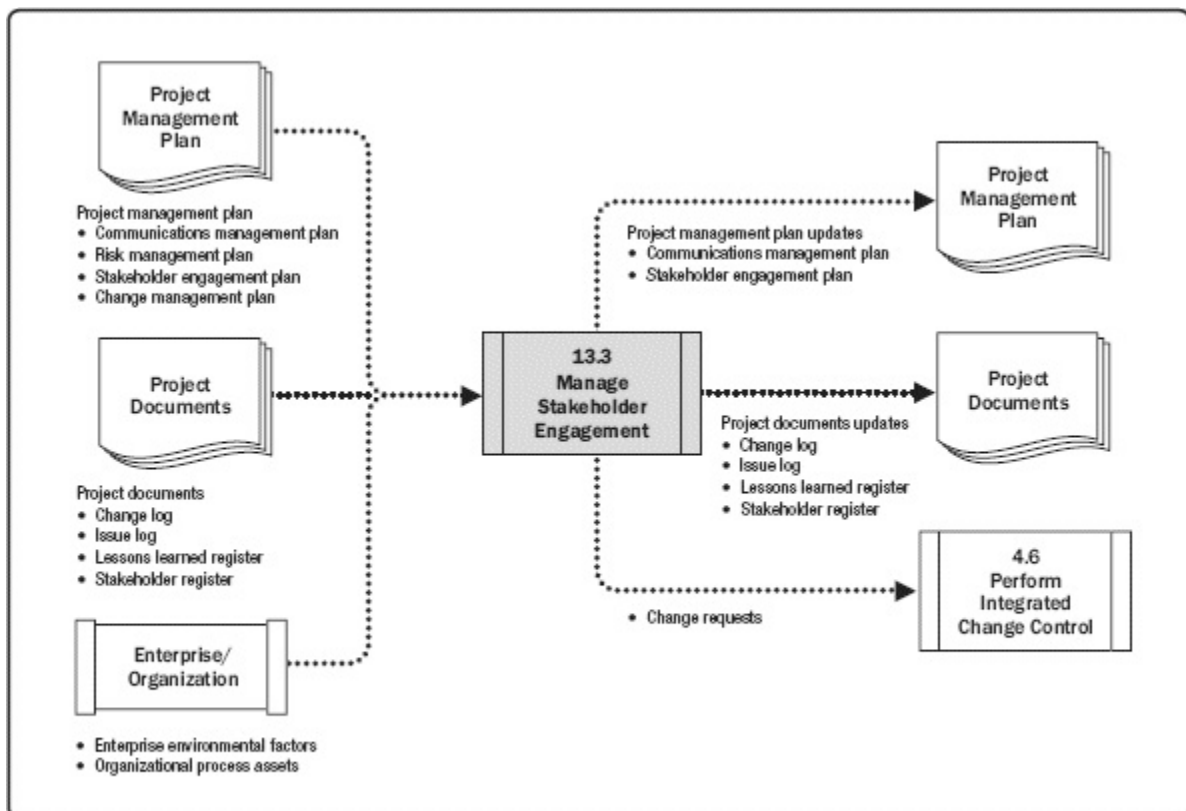 Project
Management
Plan
Project management plan
• Communications management plan
• Risk management plan
• Stakeholder engagement plan
• Change management plan
Project
Documents
Project documents
• Change log
• Issue log
• Lessons learned register
• Stakeholder register
Enterprise/
Organization
• Enterprise environmental factors
• Organizational process assets
13.3
Manage
Stakeholder
Engagement
Project management plan updates
• Communications management plan
• Stakeholder engagement plan
Project
Management
Plan
Project documents updates
• Change log
• Issue log
• Lessons learned register
• Stakeholder register
Project
Documents
• Change requests
4.6
Perform
Integrated
Change Control